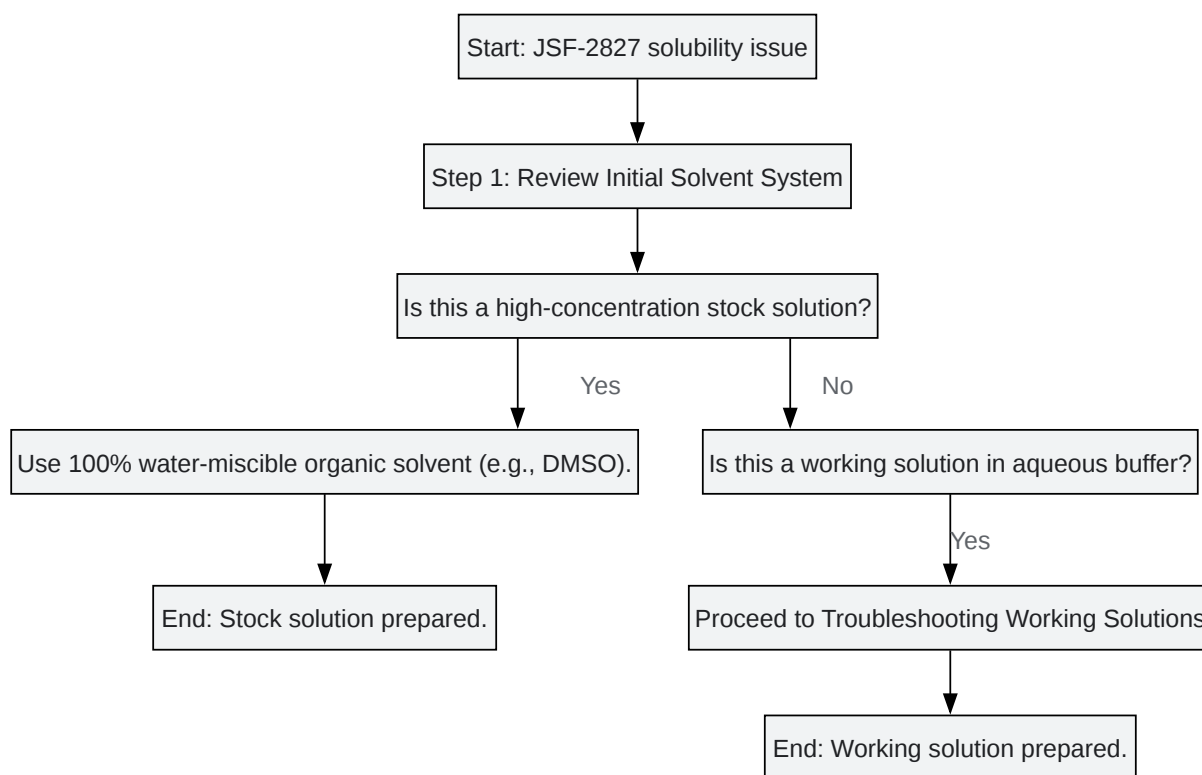 Start: JSF-2827 solubility issue
Step 1: Review Initial Solvent System
Is this a high-concentration stock solution?
Yes
No
Use 100% water-miscible organic solvent (e.g., DMSO).
Is this a working solution in aqueous buffer?
Yes
End: Stock solution prepared.
Proceed to Troubleshooting Working Solutions
End: Working solution prepared.